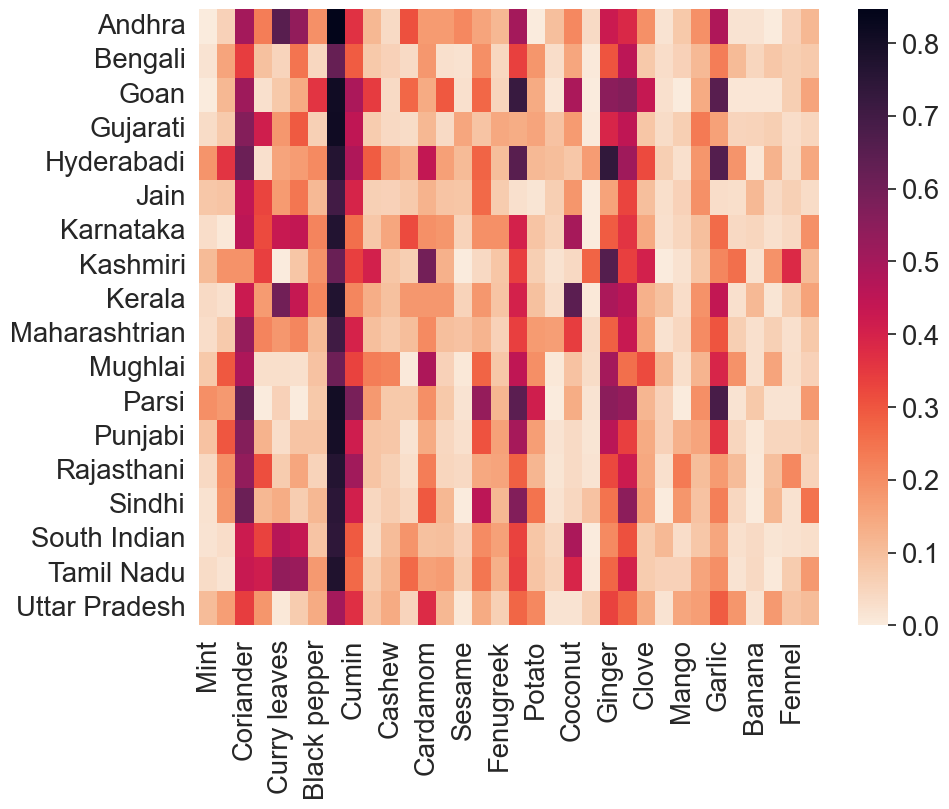 Andhra
Bengali
Goan
Gujarati
Hyderabadi
Jain
Karnataka
Kashmiri
Kerala
Maharashtrian
Mughlai
Parsi
Punjabi
Rajasthani
Sindhi
South Indian
Tamil Nadu
Uttar Pradesh
Mint
Coriander
Curry leaves
Black pepper
Cumin
Cashew
Cardamom
Sesame
Fenugreek
Potato
Coconut
Ginger
Clove
Mango
Garlic
Banana
Fennel
0.8
0.7
0.6
0.5
0.4
0.3
0.2
0.1
0.0